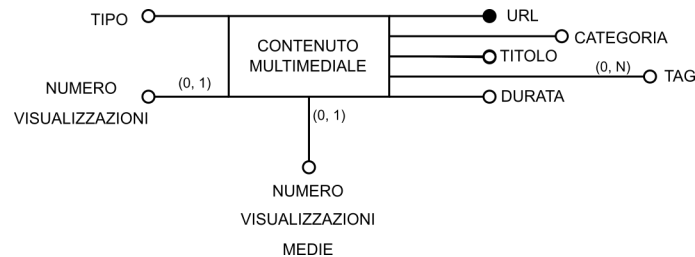 TIPO
URL
CONTENUTO
MULTIMEDIALE
CATEGORIA
TITOLO
(0, N)
TAG
(0, 1)
NUMERO
VISUALIZZAZIONI
DURATA
(0, 1)
NUMERO
VISUALIZZAZIONI
MEDIE